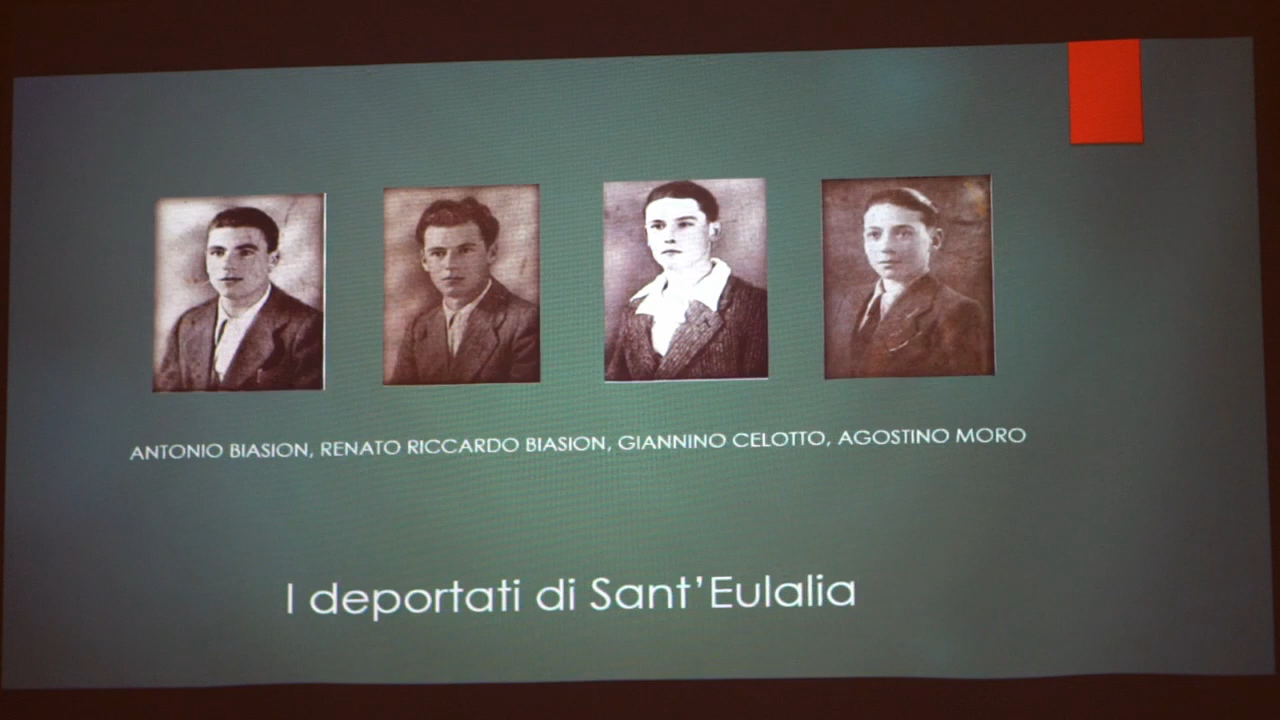 ANTONIO BIASION, RENATO RICCARDO BIASION, GIANNINO CELOTTO, AGOSTINO MORO
I deportati di Sant'Eulalia